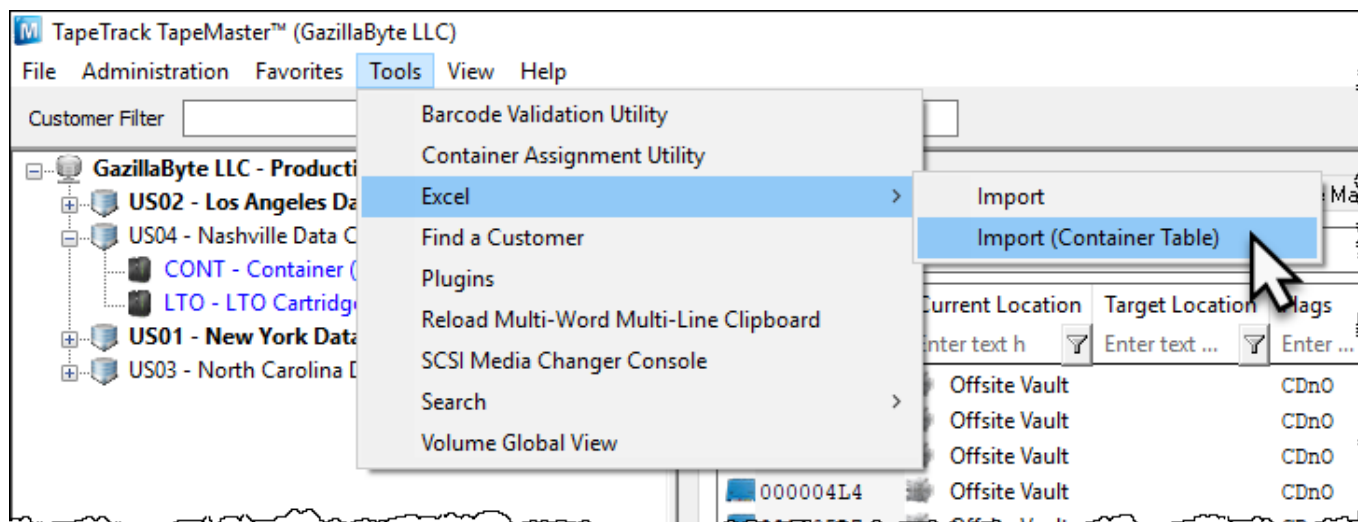 TapeTrack TapeMaster™ (GazillaByte LLC)
File Administration Favorites Tools View Help
Customer Filter
GazillaByte LLC - Producti
US02 - Los Angeles Da
US04 - Nashville Data C
CONT - Container (
LTO - LTO Cartridg
US01 - New York Data
US03 - North Carolina D
Barcode Validation Utility
Container Assignment Utility
Excel
Find a Customer
Plugins
Reload Multi-Word Multi-Line Clipboard
SCSI Media Changer Console
Search
Volume Global View
Import
Import (Container Table)
Ma
Current Location Target Location Flags
Enter text h Enter text ... Enter ...
Offsite Vault CDnO
Offsite Vault CDnO
Offsite Vault CDnO
000004L4 Offsite Vault CDnO